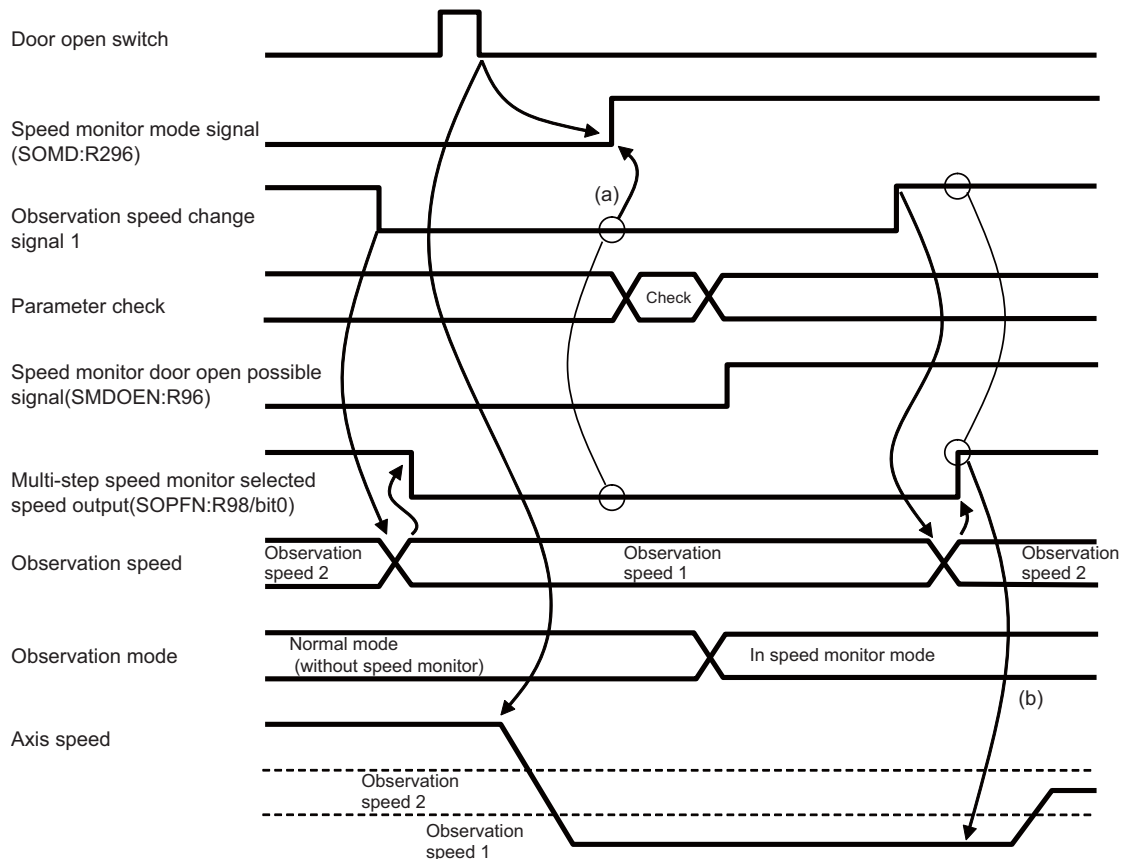 Door open switch
Speed monitor mode signal
(SOMD:R296)
(a)
Observation speed change
signal 1
Parameter check
Check
Speed monitor door open possible
signal(SMDOEN:R96)
Multi-step speed monitor selected
speed output(SOPFN:R98/bit0)
Observation speed
Observation
speed 2
Observation
speed 1
Observation
speed 2
Observation mode
Normal mode
(without speed monitor)
In speed monitor mode
(b)
Axis speed
Observation
speed 2
Observation
speed 1